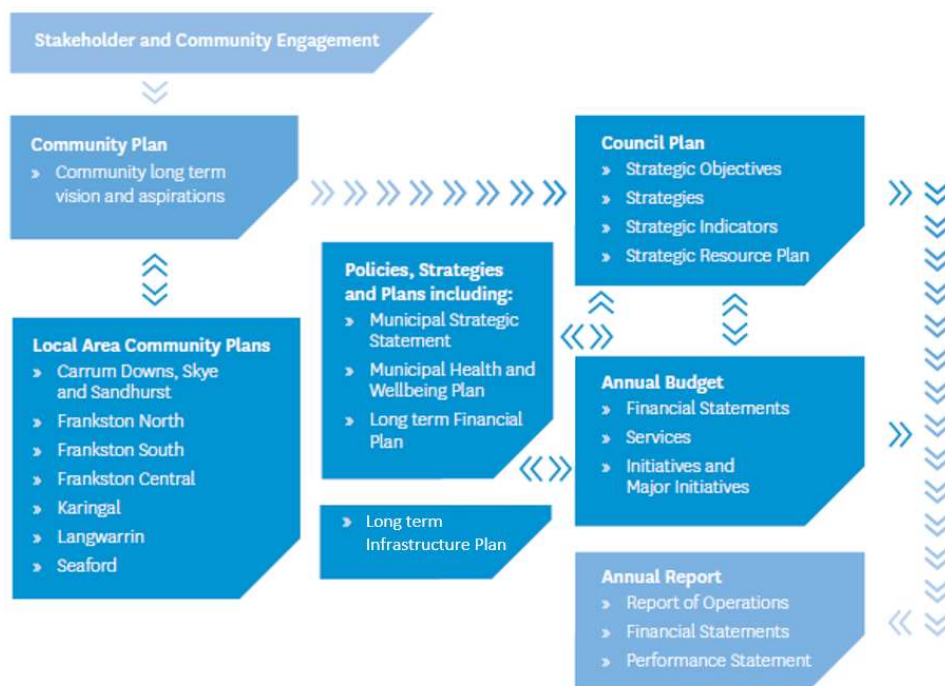 Stakeholder and Community Engagement
Community Plan
» Community long term
vision and aspirations
Local Area Community Plans
» Carrum Downs, Skye
and Sandhurst
» Frankston North
» Frankston South
» Frankston Central
» Karingal
» Langwarrin
» Seaford
Policies, Strategies
and Plans including:
» Municipal Strategic
Statement
» Municipal Health and
Wellbeing Plan
» Long term Financial
Plan
» Long term
Infrastructure Plan
Council Plan
» Strategic Objectives
» Strategies
» Strategic Indicators
» Strategic Resource Plan
Annual Budget
» Financial Statements
» Services
» Initiatives and
Major Initiatives
Annual Report
» Report of Operations
» Financial Statements
» Performance Statement